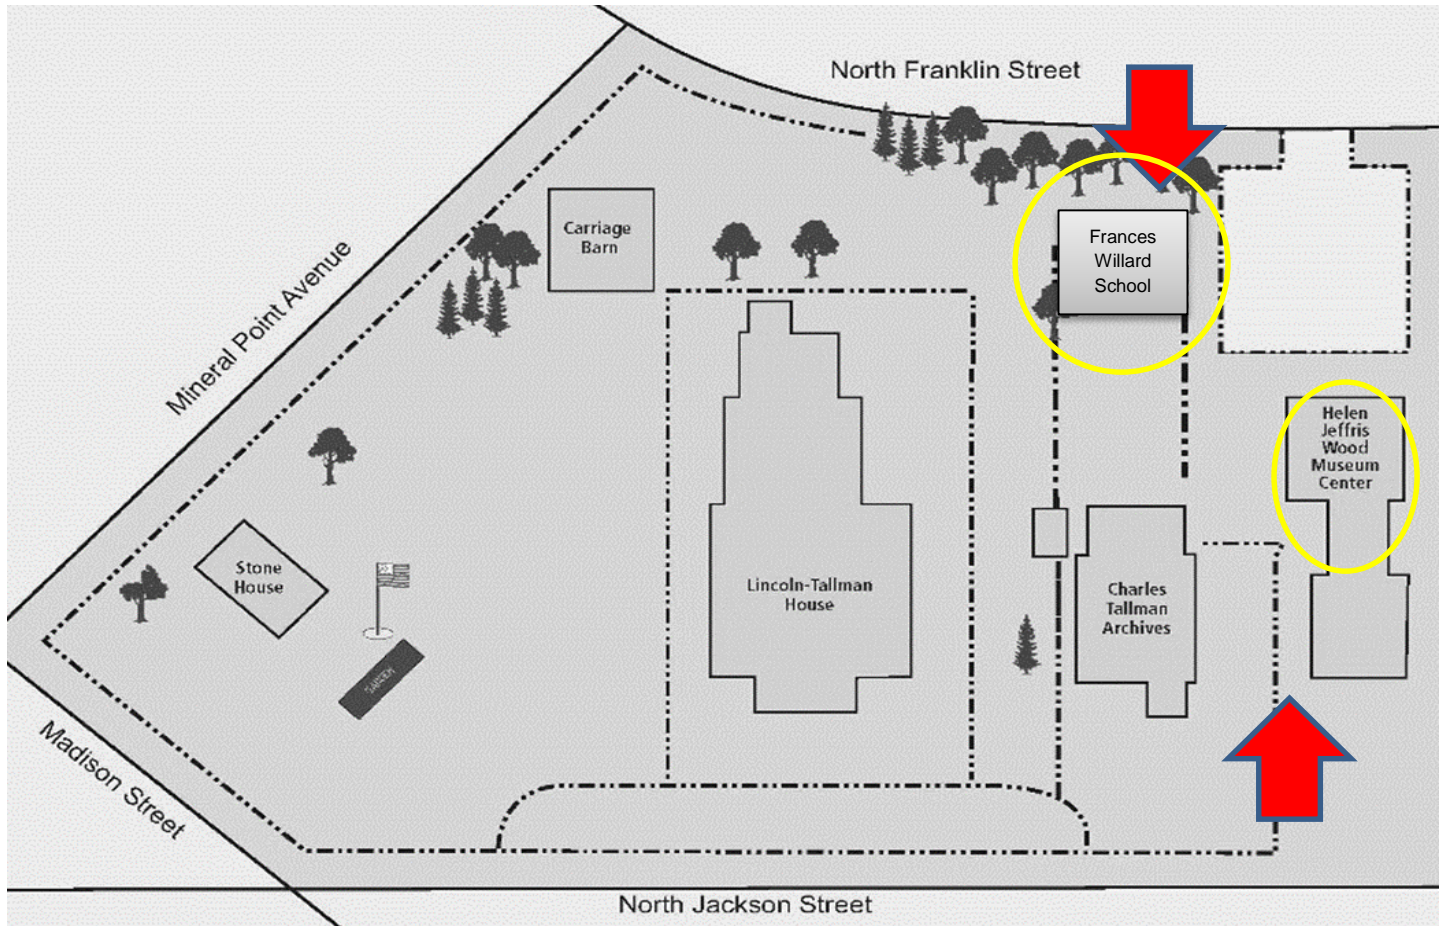 North Franklin Street
Carriage
Barn
Frances
Willard
School
Mineral Point Avenue
Helen
Jeffris
Wood
Museum
Center
Stone
House
Lincoln-Tallman
House
Charles
Tallman
Archives
GARDEN
Madison Street
North Jackson Street